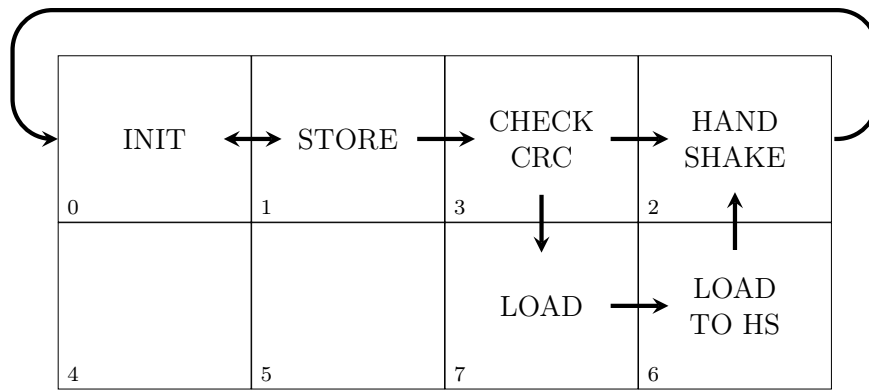 INIT
STORE
CHECK
CRC
HAND
SHAKE
0
1
3
2
LOAD
LOAD
TO HS
4
5
7
6